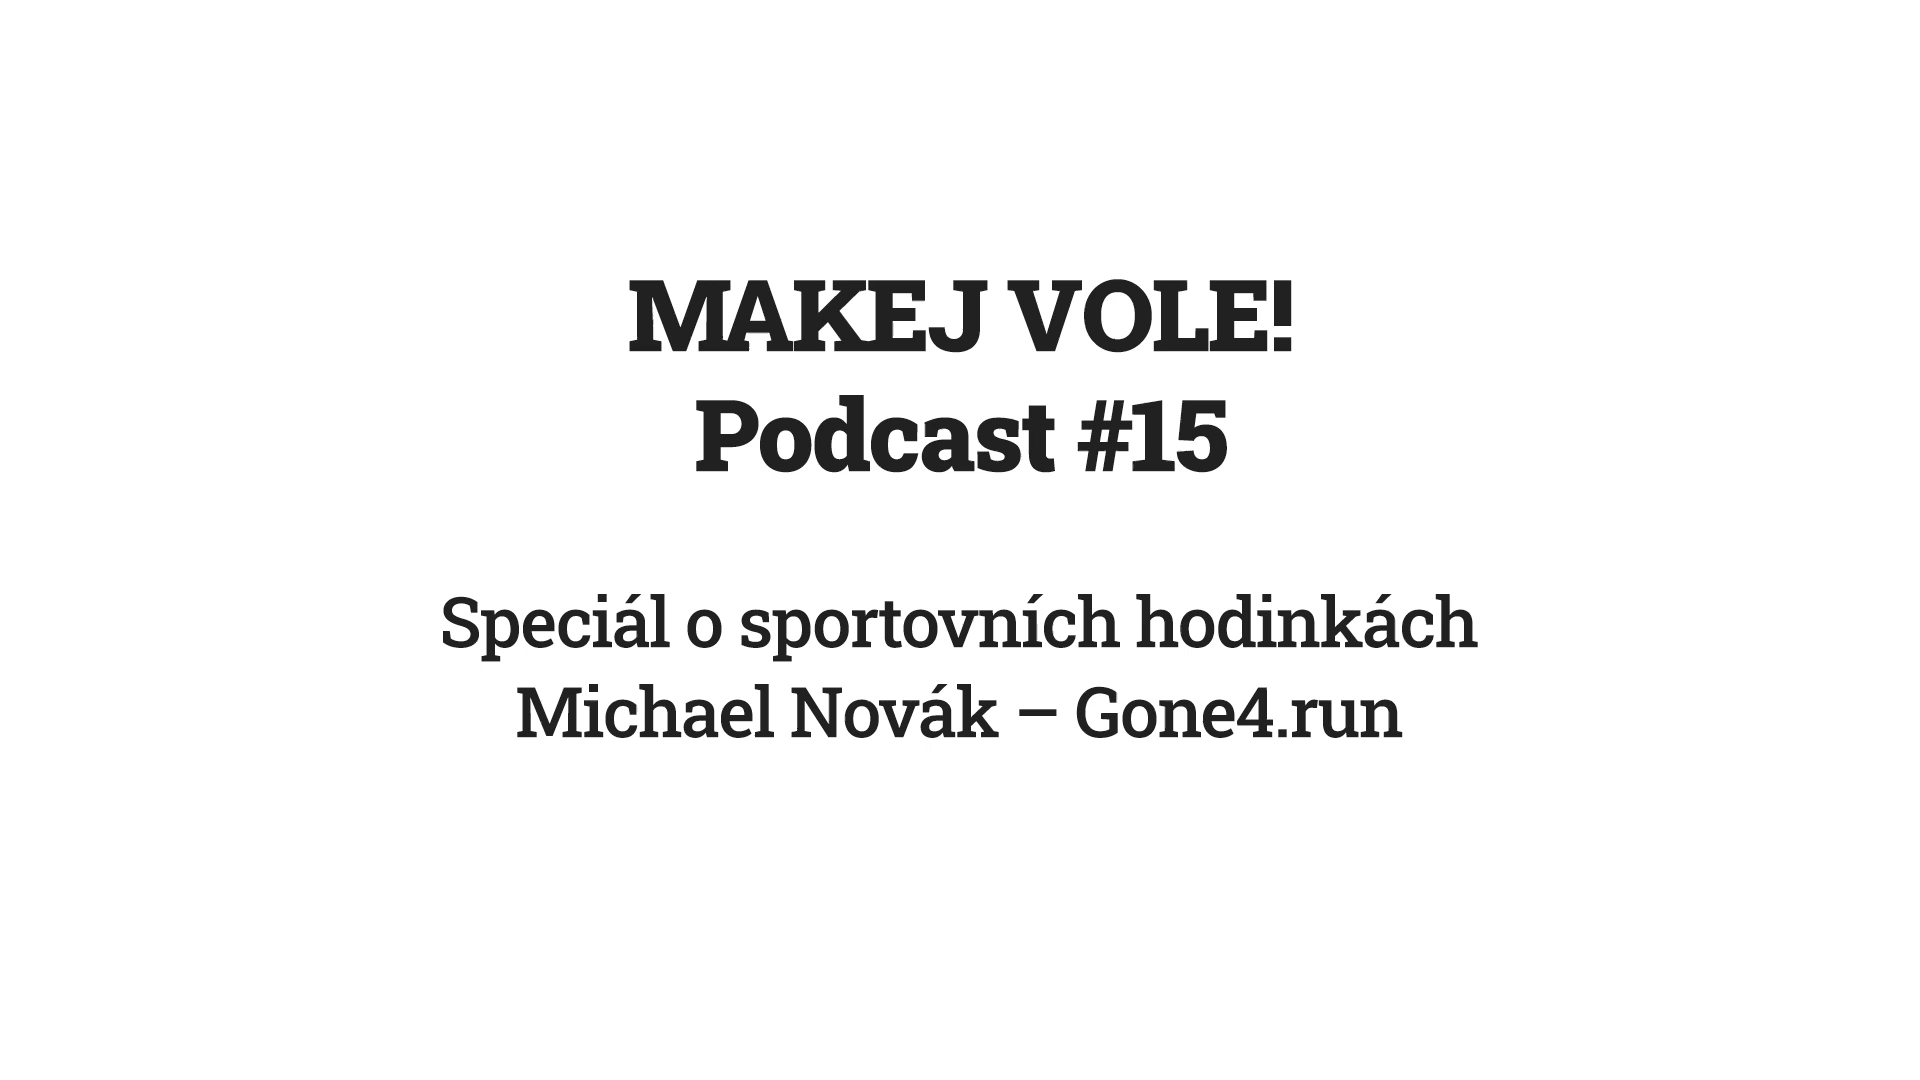 MAKEJ VOLE!
Podcast #15
Speciál o sportovních hodinkách
Michael Novák – Gone4.run